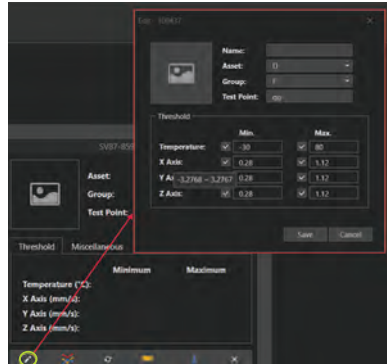 Edit - 100437
Name:
Asset: O
Group: F
Test Point: do
Threshold
Min. Max.
Temperature: -30 80
X Axis: 0.28 1.12
Y A -3.2768 ~ 3.2767 0.28 1.12
Z Axis: 0.28 1.12
Save Cancel
Asset:
Group:
Test Point:
Threshold Miscellaneous
Minimum Maximum
Temperature (°C):
X Axis (mm/s):
Y Axis (mm/s):
Z Axis (mm/s):